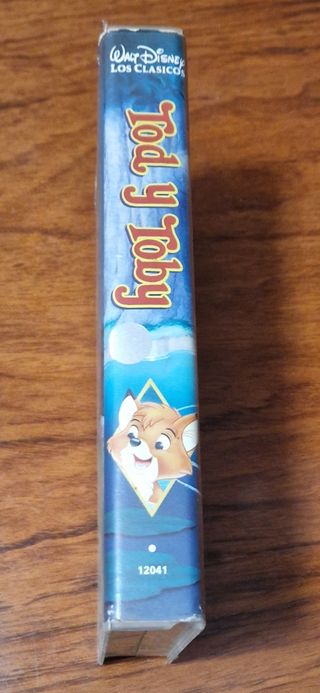 WALT DISNEY
LOS CLASICOS
Tod y Toby
12041